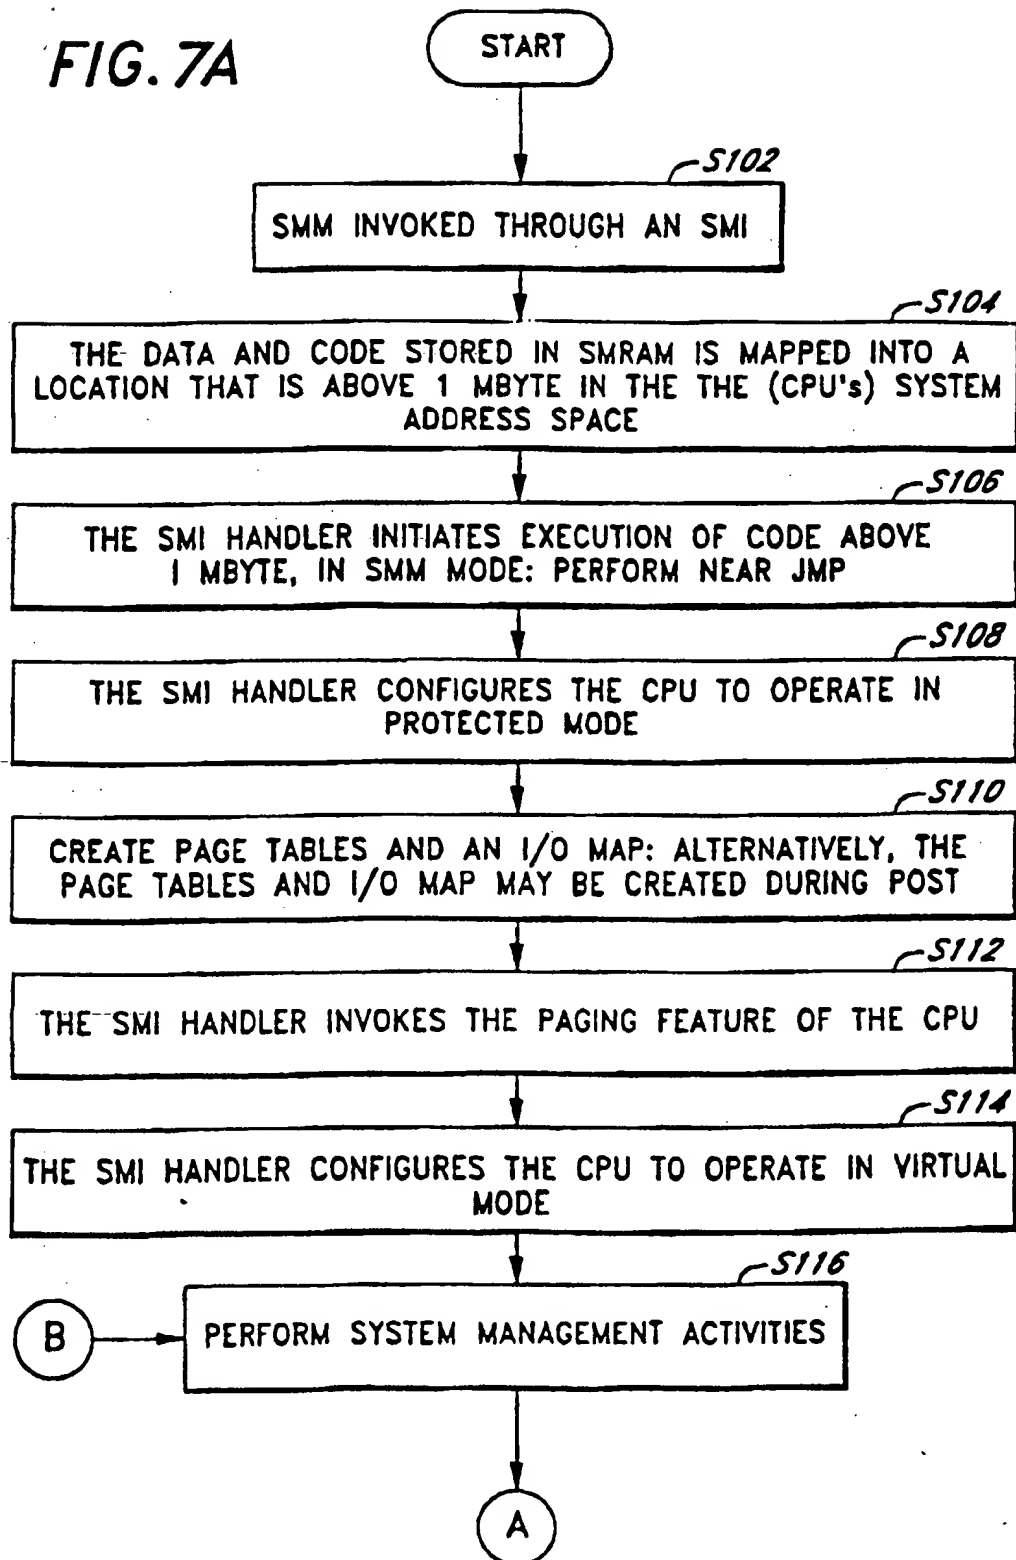 FIG. 7A
START
S102
SMM INVOKED THROUGH AN SMI
S104
THE DATA AND CODE STORED IN SMRAM IS MAPPED INTO A
LOCATION THAT IS ABOVE 1 MBYTE IN THE THE (CPU's) SYSTEM
ADDRESS SPACE
S106
THE SMI HANDLER INITIATES EXECUTION OF CODE ABOVE
1 MBYTE, IN SMM MODE: PERFORM NEAR JMP
S108
THE SMI HANDLER CONFIGURES THE CPU TO OPERATE IN
PROTECTED MODE
S110
CREATE PAGE TABLES AND AN I/O MAP: ALTERNATIVELY, THE
PAGE TABLES AND I/O MAP MAY BE CREATED DURING POST
S112
THE SMI HANDLER INVOKES THE PAGING FEATURE OF THE CPU
S114
THE SMI HANDLER CONFIGURES THE CPU TO OPERATE IN VIRTUAL
MODE
S116
B
PERFORM SYSTEM MANAGEMENT ACTIVITIES
A